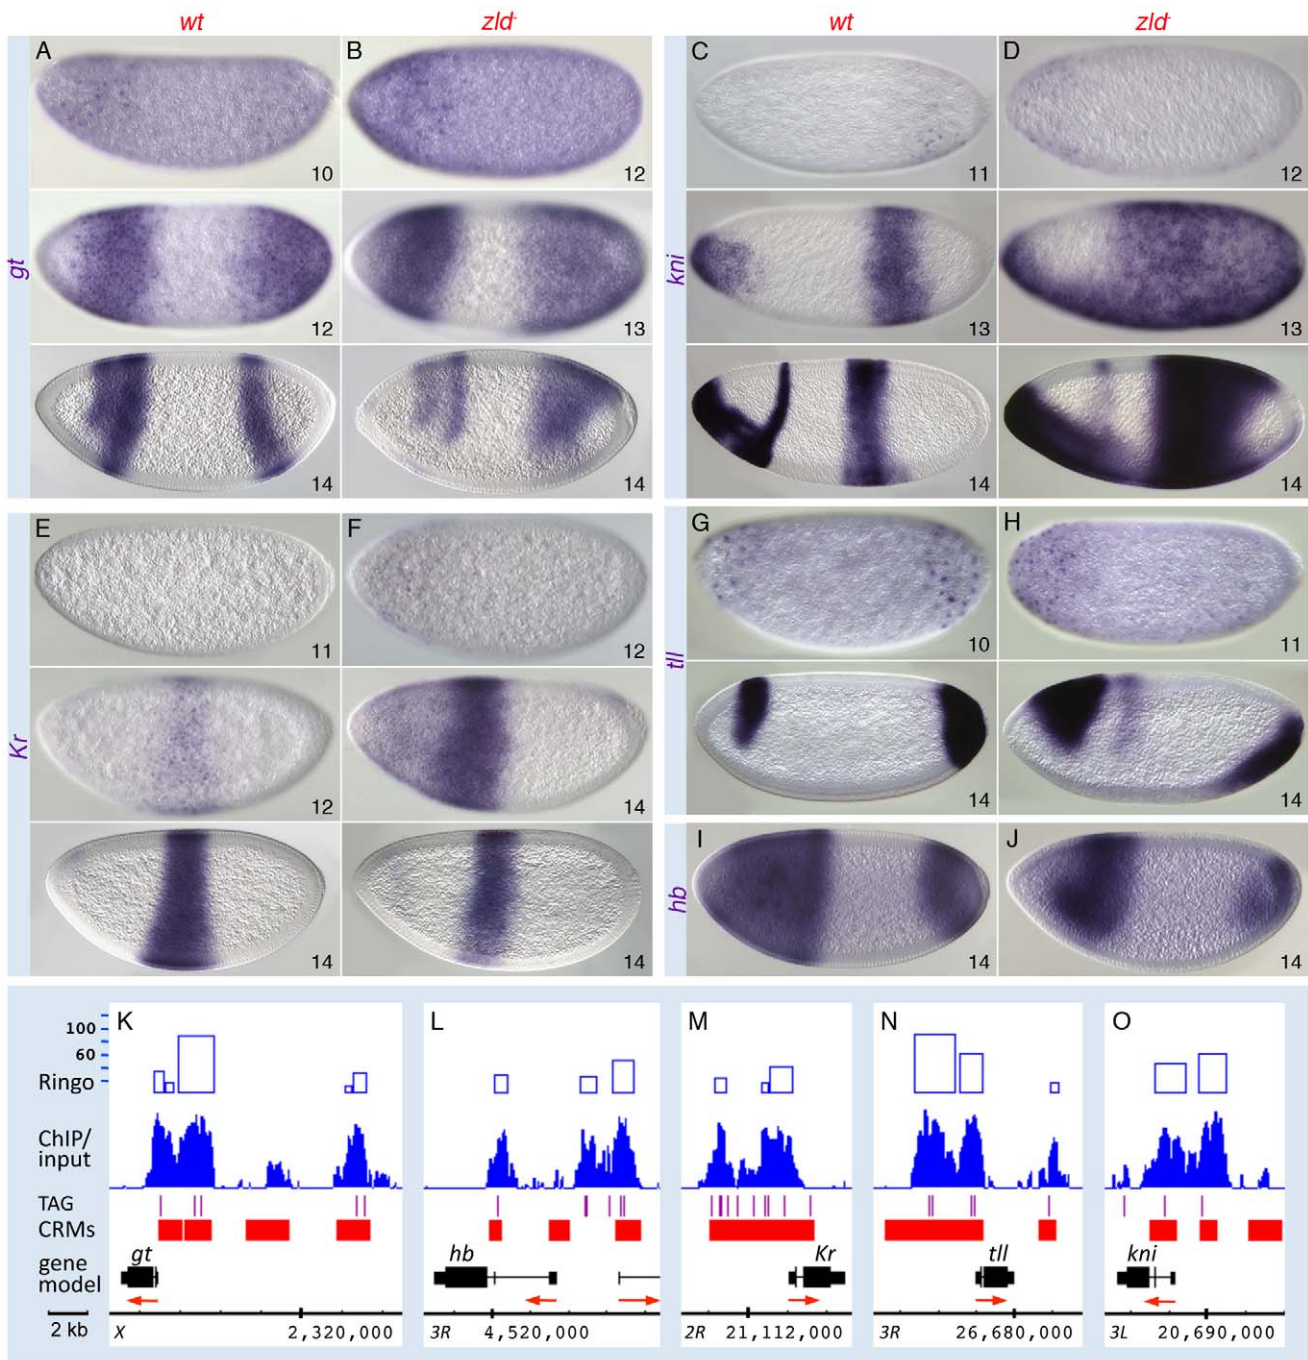 wt zld- wt zld-
A B C D
10 12 11 12
gt kni
12 13 13 13
14 14 14 14
E F G H
11 12 10 11
Kr tll
12 14 14 14
I J
hb
14 14 14 14
K L M N O
100
60
Ringo
ChIP/
input
TAG
CRMs
gt hb Kr tll kni
gene
model
2 kb
X 2,320,000 3R 4,520,000 2R 21,112,000 3R 26,680,000 3L 20,690,000